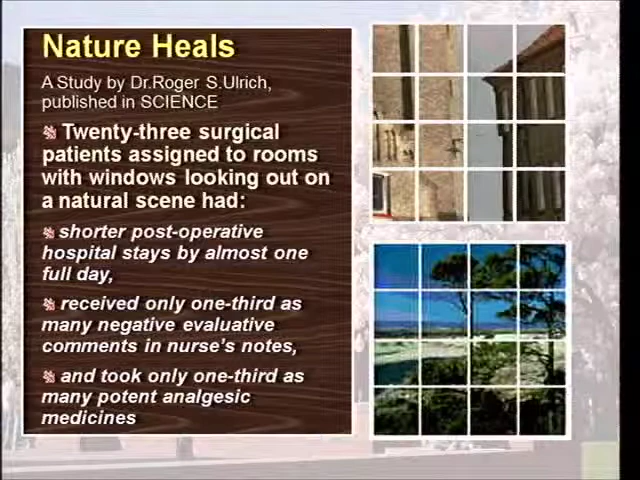 Nature Heals
A Study by Dr.Roger S.Ulrich,
published in SCIENCE
Twenty-three surgical
patients assigned to rooms
with windows looking out on
a natural scene had:
shorter post-operative
hospital stays by almost one
full day,
received only one-third as
many negative evaluative
comments in nurse's notes,
and took only one-third as
many potent analgesic
medicines